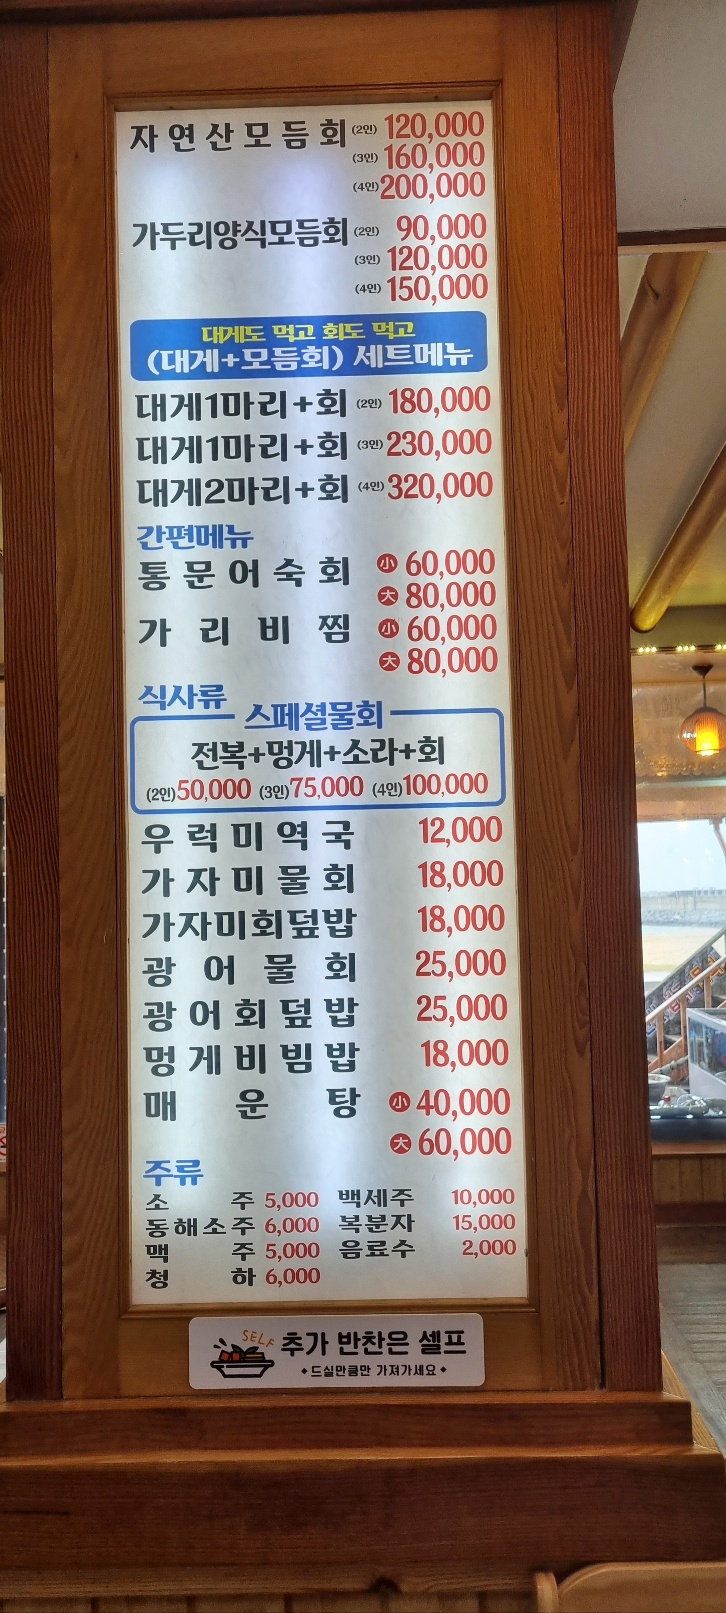 자연산모듬회 (2인) 120,000
(3인) 160,000
(4인) 200,000
가두리양식모듬회 (2인) 90,000
(3인) 120,000
(4인) 150,000
대게도 먹고 회도 먹고
(대게+모듬회) 세트메뉴
대게1마리+회 (2인) 180,000
대게1마리+회 (3인) 230,000
대게2마리+회 (4인) 320,000
간편메뉴
통문어숙회 小 60,000
大 80,000
가리비찜 小 60,000
大 80,000
식사류
스페셜물회
전복+멍게+소라+회
(2인)50,000 (3인)75,000 (4인)100,000
우럭미역국 12,000
가자미물회 18,000
가자미회덮밥 18,000
광어물회 25,000
광어회덮밥 25,000
멍게비빔밥 18,000
매운탕 小 40,000
大 60,000
주류
소주 5,000 백세주 10,000
동해소주 6,000 복분자 15,000
맥주 5,000 음료수 2,000
청하 6,000
SELF 추가 반찬은 셀프
드실만큼만 가져가세요